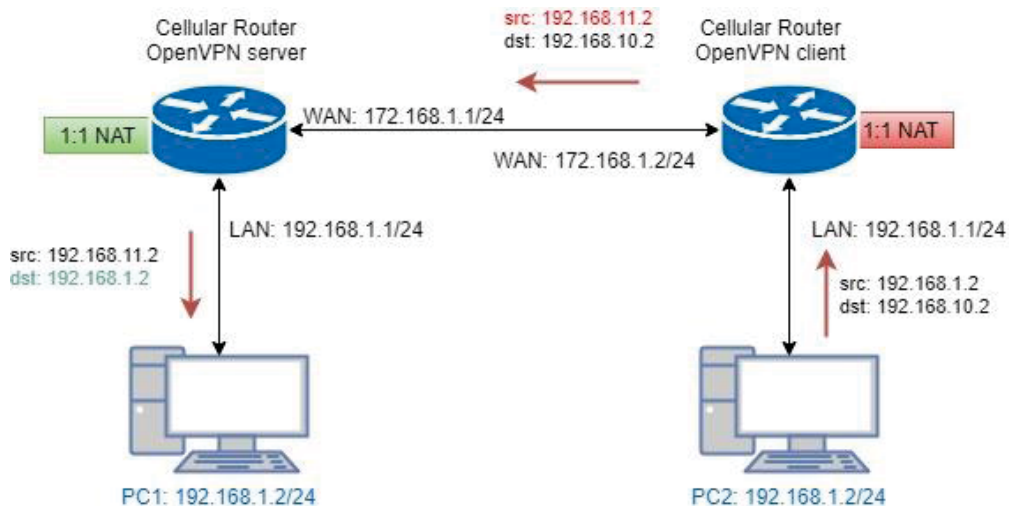 Cellular Router
OpenVPN server
src: 192.168.11.2
dst: 192.168.10.2
Cellular Router
OpenVPN client
1:1 NAT
WAN: 172.168.1.1/24
WAN: 172.168.1.2/24
1:1 NAT
LAN: 192.168.1.1/24
LAN: 192.168.1.1/24
src: 192.168.11.2
dst: 192.168.1.2
src: 192.168.1.2
dst: 192.168.10.2
PC1: 192.168.1.2/24
PC2: 192.168.1.2/24